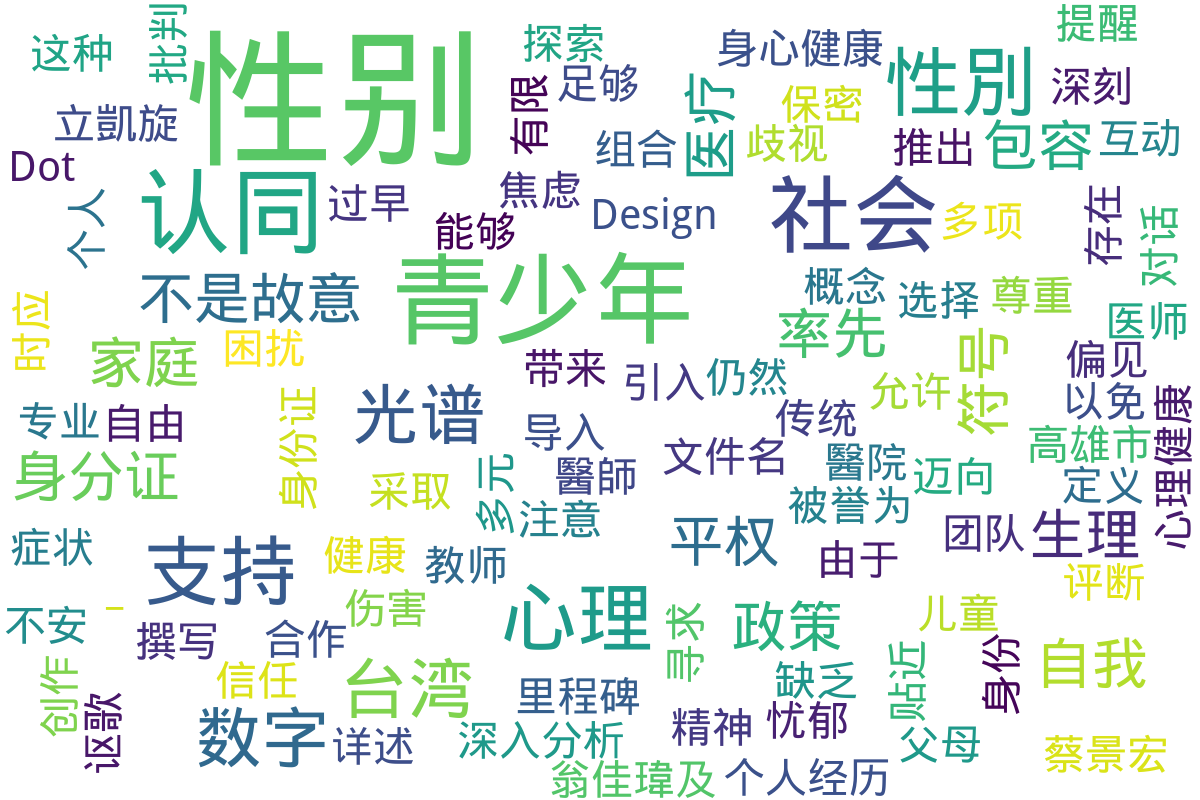 这种
批判
性别
探索
身心健康
性別
提醒
立凱旋
有限
足够
医疗
保密
深刻
Dot
组合
歧视
推出
包容
互动
个人
认同
过早
焦虑
能够
Design
社会
多项
存在
对话
不是故意
青少年
概念
选择
尊重
医师
时应
家庭
困扰
带来
引入
仍然
率先
允许
符号
偏见
以免
心理健康
专业
自由
身份证
光谱
导入
传统
文件名
高雄市
身分证
采取
多元
醫師
注意
醫院
被誉为
迈向
定义
症状
支持
健康
教师
平权
由于
团队
生理
评断
不安
撰写
合作
伤害
心理
寻求
政策
儿童
创作
讴歌
信任
台湾
里程碑
缺乏
贴近
身份
自我
数字
详述
深入分析
精神
忧郁
父母
蔡景宏
翁佳瑋及
个人经历